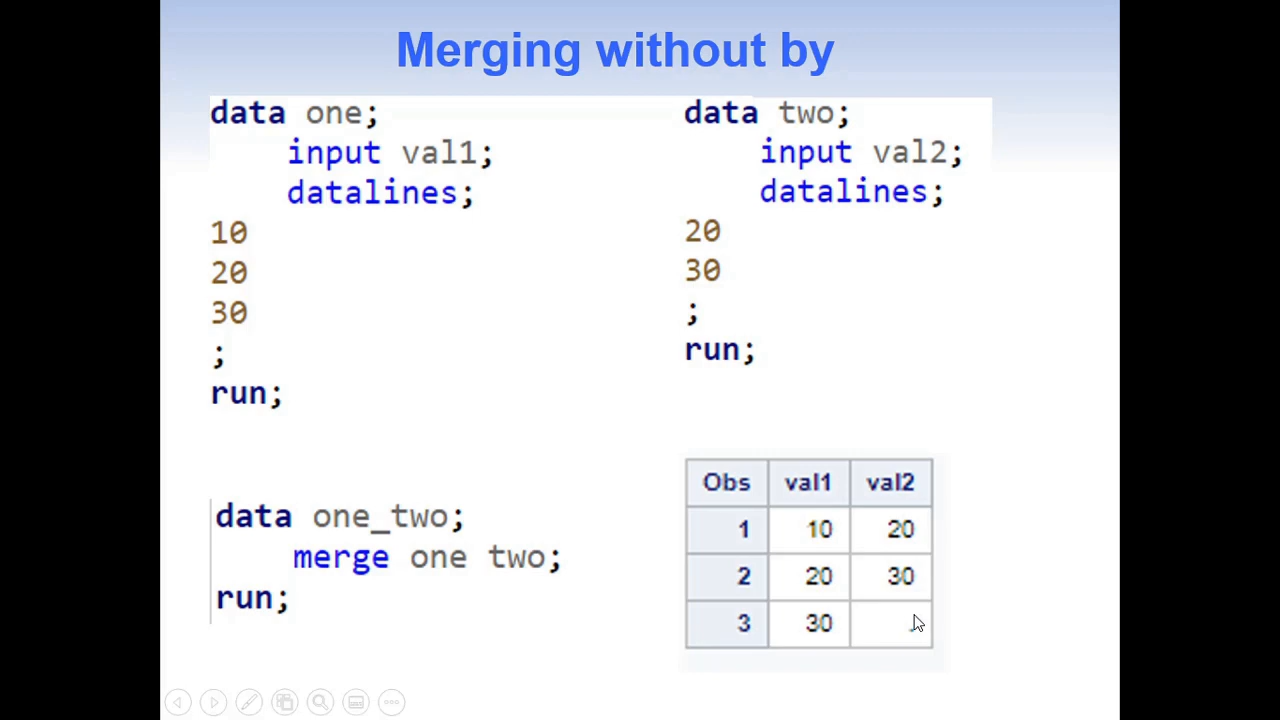 Merging without by
data one;
input val1;
datalines;
10
20
30
;
run;
data two;
input val2;
datalines;
20
30
;
run;
data one_two;
merge one two;
run;
Obs val1 val2
1 10 20
2 20 30
3 30